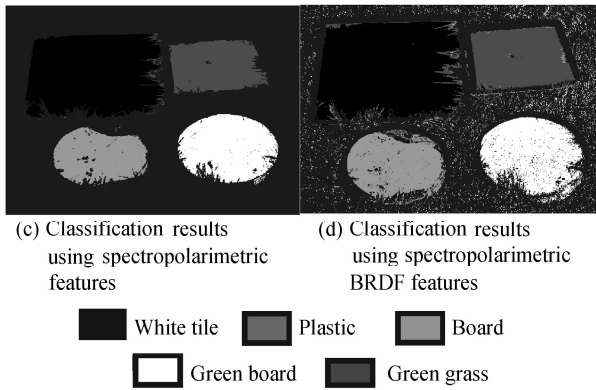 (c) Classification results
using spectropolarimetric
features
(d) Classification results
using spectropolarimetric
BRDF features
White tile
Plastic
Board
Green board
Green grass